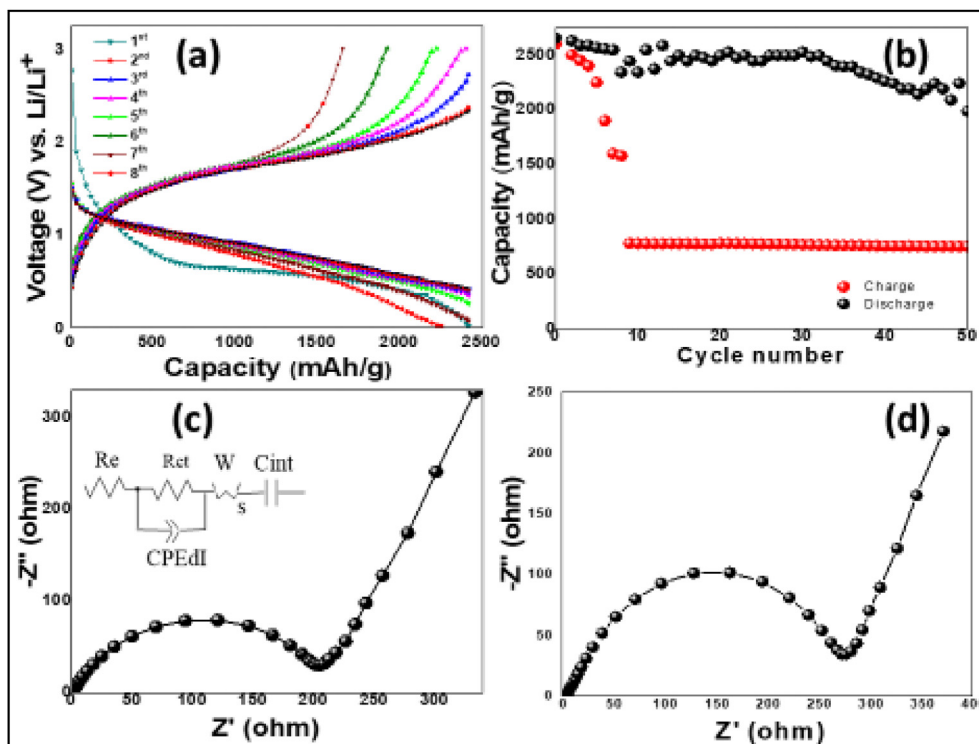 (a)
Voltage (V) vs. Li/Li+
3
2
1
0
1st
2nd
3rd
4th
5th
6th
7th
8th
0 500 1000 1500 2000 2500
Capacity (mAh/g)
(b)
Capacity (mAh/g)
2500
2000
1500
1000
500
0
Charge
Discharge
0 10 20 30 40 50
Cycle number
(c)
-Z'' (ohm)
300
200
100
0
Re Rct W Cint
s
CPEdI
0 50 100 150 200 250 300
Z' (ohm)
(d)
-Z'' (ohm)
250
200
150
100
50
0
0 50 100 150 200 250 300 350 40
Z' (ohm)